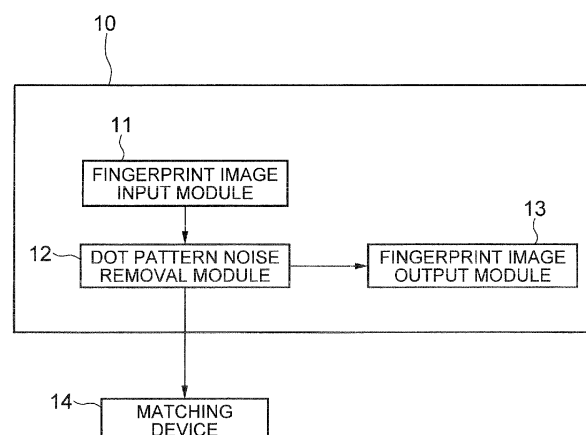 10
11
FINGERPRINT IMAGE
INPUT MODULE
12
DOT PATTERN NOISE
REMOVAL MODULE
13
FINGERPRINT IMAGE
OUTPUT MODULE
14
MATCHING
DEVICE